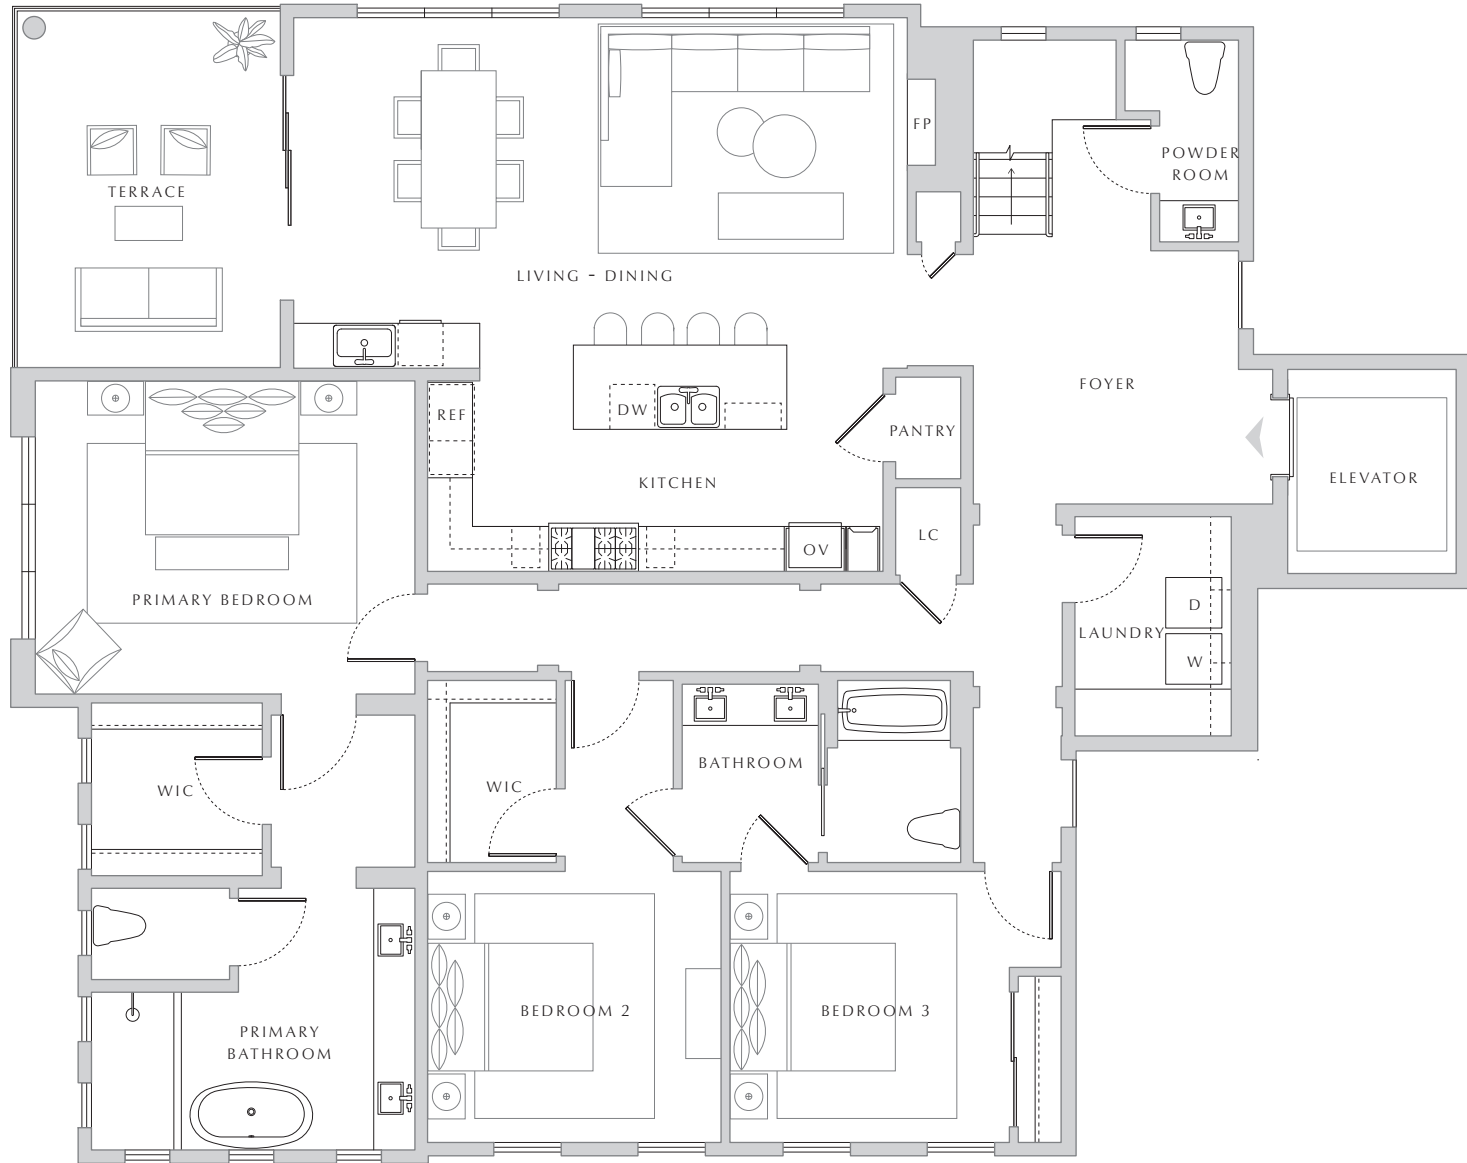 FP
POWDER
ROOM
TERRACE
LIVING - DINING
FOYER
REF
DW
PANTRY
ELEVATOR
KITCHEN
LC
OV
PRIMARY BEDROOM
D
LAUNDRY
W
BATHROOM
WIC
WIC
BEDROOM 2
BEDROOM 3
PRIMARY
BATHROOM